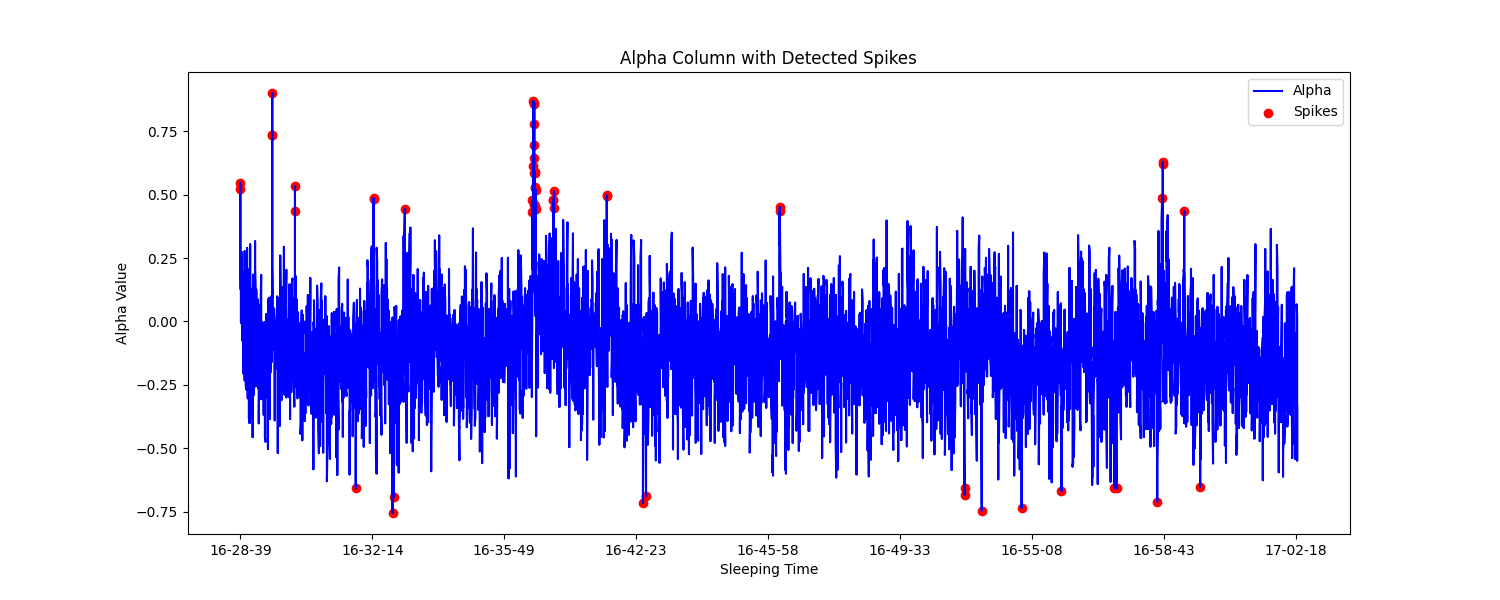 Alpha Column with Detected Spikes
Alpha
Spikes
Alpha Value
0.75
0.50
0.25
0.00
−0.25
−0.50
−0.75
16-28-39 16-32-14 16-35-49 16-42-23 16-45-58 16-49-33 16-55-08 16-58-43 17-02-18
Sleeping Time